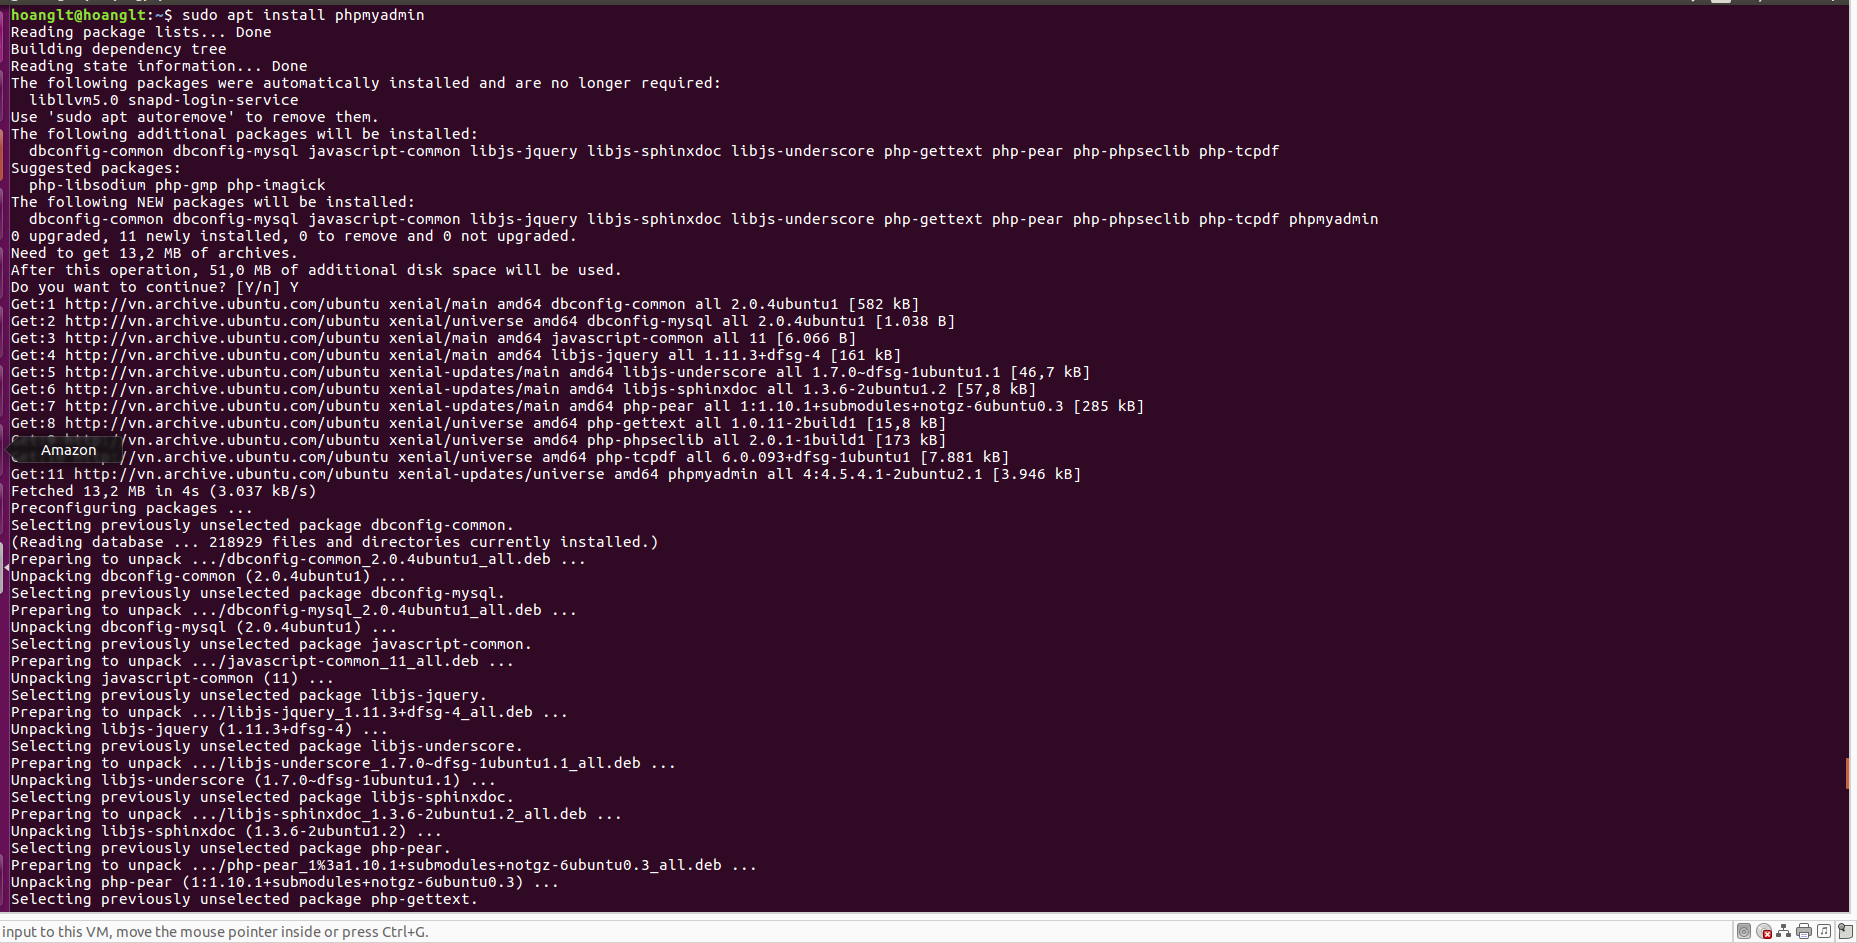 hoanglt@hoanglt:~$ sudo apt install phpmyadmin
Reading package lists... Done
Building dependency tree
Reading state information... Done
The following packages were automatically installed and are no longer required:
  libllvm5.0 snapd-login-service
Use 'sudo apt autoremove' to remove them.
The following additional packages will be installed:
  dbconfig-common dbconfig-mysql javascript-common libjs-jquery libjs-sphinxdoc libjs-underscore php-gettext php-pear php-phpseclib php-tcpdf
Suggested packages:
  php-libsodium php-gmp php-imagick
The following NEW packages will be installed:
  dbconfig-common dbconfig-mysql javascript-common libjs-jquery libjs-sphinxdoc libjs-underscore php-gettext php-pear php-phpseclib php-tcpdf phpmyadmin
0 upgraded, 11 newly installed, 0 to remove and 0 not upgraded.
Need to get 13,2 MB of archives.
After this operation, 51,0 MB of additional disk space will be used.
Do you want to continue? [Y/n] Y
Get:1 http://vn.archive.ubuntu.com/ubuntu xenial/main amd64 dbconfig-common all 2.0.4ubuntu1 [582 kB]
Get:2 http://vn.archive.ubuntu.com/ubuntu xenial/universe amd64 dbconfig-mysql all 2.0.4ubuntu1 [1.038 B]
Get:3 http://vn.archive.ubuntu.com/ubuntu xenial/main amd64 javascript-common all 11 [6.066 B]
Get:4 http://vn.archive.ubuntu.com/ubuntu xenial/main amd64 libjs-jquery all 1.11.3+dfsg-4 [161 kB]
Get:5 http://vn.archive.ubuntu.com/ubuntu xenial-updates/main amd64 libjs-underscore all 1.7.0~dfsg-1ubuntu1.1 [46,7 kB]
Get:6 http://vn.archive.ubuntu.com/ubuntu xenial-updates/main amd64 libjs-sphinxdoc all 1.3.6-2ubuntu1.2 [57,8 kB]
Get:7 http://vn.archive.ubuntu.com/ubuntu xenial-updates/main amd64 php-pear all 1:1.10.1+submodules+notgz-6ubuntu0.3 [285 kB]
Get:8 http://vn.archive.ubuntu.com/ubuntu xenial/universe amd64 php-gettext all 1.0.11-2build1 [15,8 kB]
/vn.archive.ubuntu.com/ubuntu xenial/universe amd64 php-phpseclib all 2.0.1-1build1 [173 kB]
Amazon
//vn.archive.ubuntu.com/ubuntu xenial/universe amd64 php-tcpdf all 6.0.093+dfsg-1ubuntu1 [7.881 kB]
Get:11 http://vn.archive.ubuntu.com/ubuntu xenial-updates/universe amd64 phpmyadmin all 4:4.5.4.1-2ubuntu2.1 [3.946 kB]
Fetched 13,2 MB in 4s (3.037 kB/s)
Preconfiguring packages ...
Selecting previously unselected package dbconfig-common.
(Reading database ... 218929 files and directories currently installed.)
Preparing to unpack .../dbconfig-common_2.0.4ubuntu1_all.deb ...
Unpacking dbconfig-common (2.0.4ubuntu1) ...
Selecting previously unselected package dbconfig-mysql.
Preparing to unpack .../dbconfig-mysql_2.0.4ubuntu1_all.deb ...
Unpacking dbconfig-mysql (2.0.4ubuntu1) ...
Selecting previously unselected package javascript-common.
Preparing to unpack .../javascript-common_11_all.deb ...
Unpacking javascript-common (11) ...
Selecting previously unselected package libjs-jquery.
Preparing to unpack .../libjs-jquery_1.11.3+dfsg-4_all.deb ...
Unpacking libjs-jquery (1.11.3+dfsg-4) ...
Selecting previously unselected package libjs-underscore.
Preparing to unpack .../libjs-underscore_1.7.0~dfsg-1ubuntu1.1_all.deb ...
Unpacking libjs-underscore (1.7.0~dfsg-1ubuntu1.1) ...
Selecting previously unselected package libjs-sphinxdoc.
Preparing to unpack .../libjs-sphinxdoc_1.3.6-2ubuntu1.2_all.deb ...
Unpacking libjs-sphinxdoc (1.3.6-2ubuntu1.2) ...
Selecting previously unselected package php-pear.
Preparing to unpack .../php-pear_1%3a1.10.1+submodules+notgz-6ubuntu0.3_all.deb ...
Unpacking php-pear (1:1.10.1+submodules+notgz-6ubuntu0.3) ...
Selecting previously unselected package php-gettext.
input to this VM, move the mouse pointer inside or press Ctrl+G.